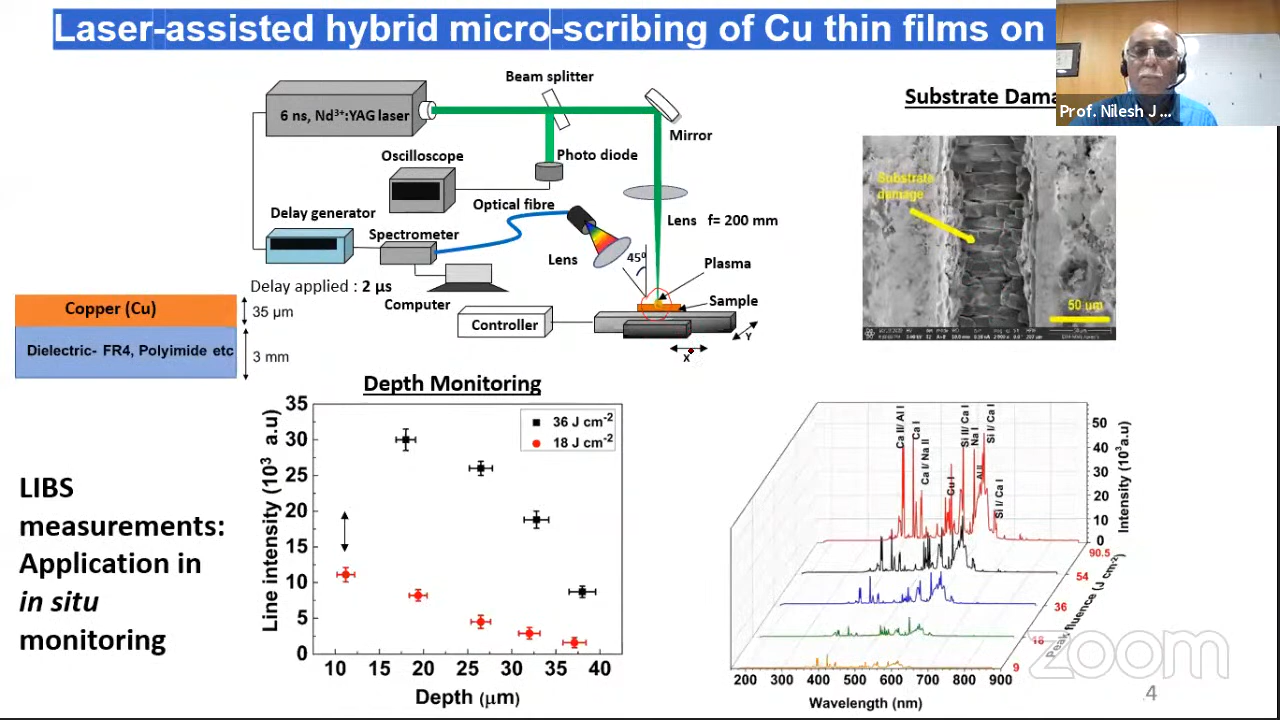 Laser-assisted hybrid micro-scribing of Cu thin films on
Prof. Nilesh J ...
Beam splitter
6 ns, Nd³⁺:YAG laser
Mirror
Oscilloscope
Photo diode
Optical fibre
Delay generator
Spectrometer
Lens f= 200 mm
Lens
45⁰
Plasma
Delay applied : 2 µs
Computer
Sample
Controller
Y
X
Substrate Dama
Substrate
damage
50 um
Copper (Cu)
35 µm
Dielectric- FR4, Polyimide etc
3 mm
Depth Monitoring
36 J cm⁻²
18 J cm⁻²
Line intensity (10³ a.u)
35
30
25
20
15
10
5
0
10 15 20 25 30 35 40
Depth (µm)
LIBS
measurements:
Application in
in situ
monitoring
Ca II/ Al I
Ca I
Ca I/ Na II
Cu I
Si II/ Ca I
Na I
Al II
Si I/ Ca I
Si I/ Ca I
50
40
30
20
10
0
Intensity (10³a.u)
90.5
54
36
18
9
Peak fluence (J cm⁻²)
200 300 400 500 600 700 800 900
Wavelength (nm)
zoom
4